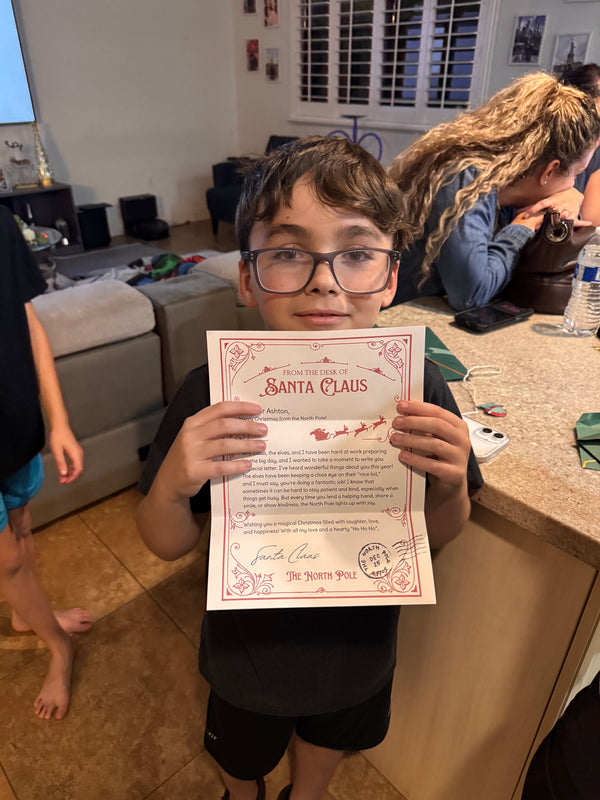 FROM THE DESK OF
SANTA CLAUS
Ashton,
Christmas from the North Pole!
the elves, and I have been hard at work preparing
the big day, and I wanted to take a moment to write you
letter. I've heard wonderful things about you this year!
The elves have been keeping a close eye on their "nice list,"
and I must say, you're doing a fantastic job! I know that
sometimes it can be hard to stay patient and kind, especially when
things get busy. But every time you lend a helping hand, share a
smile, or show kindness, the North Pole lights up with joy.
Wishing you a magical Christmas filled with laughter, love,
and happiness! With all my love and a hearty "Ho Ho Ho",
Santa Claus
THE NORTH POLE
THE NORTH POLE
DEC
25